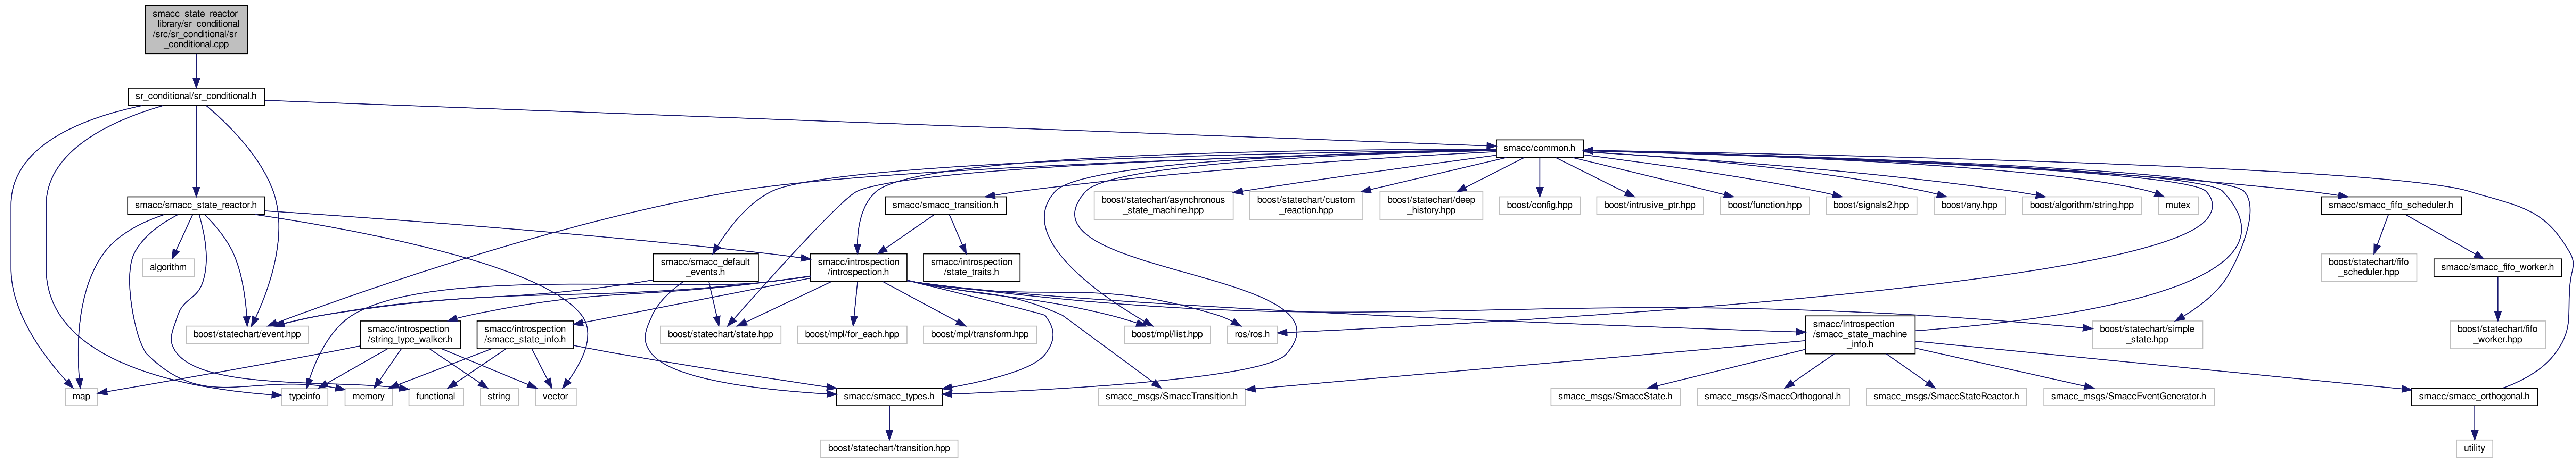 smacc_state_reactor
_library/sr_conditional
/src/sr_conditional/sr
_conditional.cpp
sr_conditional/sr_conditional.h
smacc/common.h
smacc/smacc_state_reactor.h
smacc/smacc_transition.h
boost/statechart/asynchronous
_state_machine.hpp
boost/statechart/custom
_reaction.hpp
boost/statechart/deep
_history.hpp
boost/config.hpp
boost/intrusive_ptr.hpp
boost/function.hpp
boost/signals2.hpp
boost/any.hpp
boost/algorithm/string.hpp
mutex
smacc/smacc_fifo_scheduler.h
algorithm
smacc/smacc_default
_events.h
smacc/introspection
/introspection.h
smacc/introspection
/state_traits.h
boost/statechart/fifo
_scheduler.hpp
smacc/smacc_fifo_worker.h
boost/statechart/event.hpp
smacc/introspection
/string_type_walker.h
smacc/introspection
/smacc_state_info.h
boost/statechart/state.hpp
boost/mpl/for_each.hpp
boost/mpl/transform.hpp
boost/mpl/list.hpp
ros/ros.h
smacc/introspection
/smacc_state_machine
_info.h
boost/statechart/simple
_state.hpp
boost/statechart/fifo
_worker.hpp
map
typeinfo
memory
functional
string
vector
smacc/smacc_types.h
smacc_msgs/SmaccTransition.h
smacc_msgs/SmaccState.h
smacc_msgs/SmaccOrthogonal.h
smacc_msgs/SmaccStateReactor.h
smacc_msgs/SmaccEventGenerator.h
smacc/smacc_orthogonal.h
boost/statechart/transition.hpp
utility